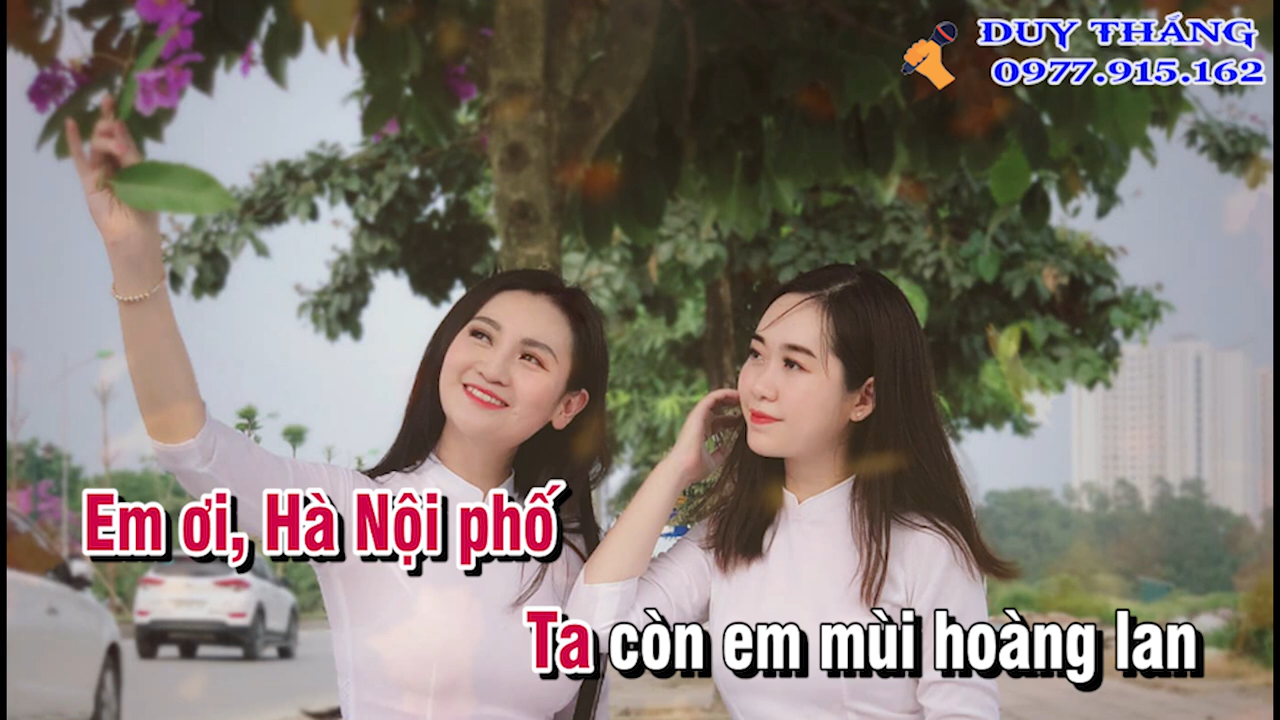 DUY THẮNG
0977.915.162
Em ơi, Hà Nội phố
Ta còn em mùi hoàng lan